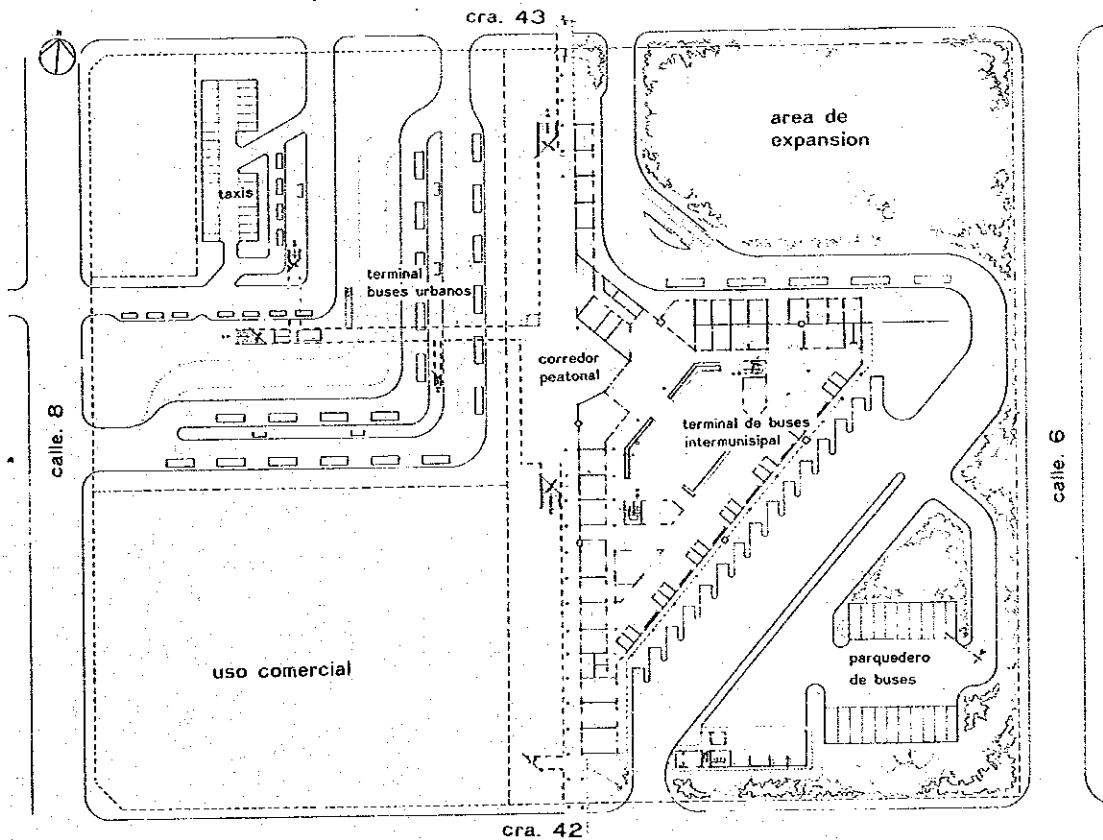 cra. 43
N
area de
expansion
taxis
terminal
buses urbanos
corredor
peatonal
terminal de buses
intermunisipal
calle. 8
calle. 6
uso comercial
parquedero
de buses
cra. 42